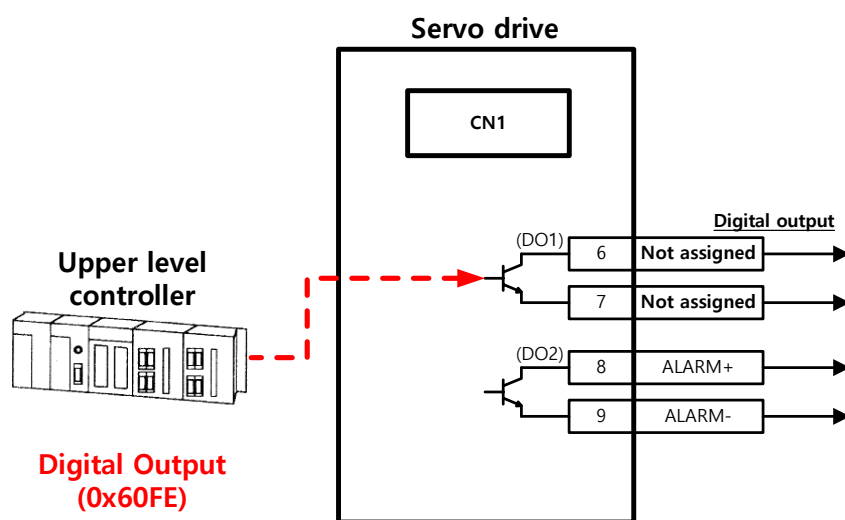 Servo drive
CN1
Digital output
(DO1)
6 Not assigned
7 Not assigned
Upper level
controller
(DO2)
8 ALARM+
9 ALARM-
Digital Output
(0x60FE)